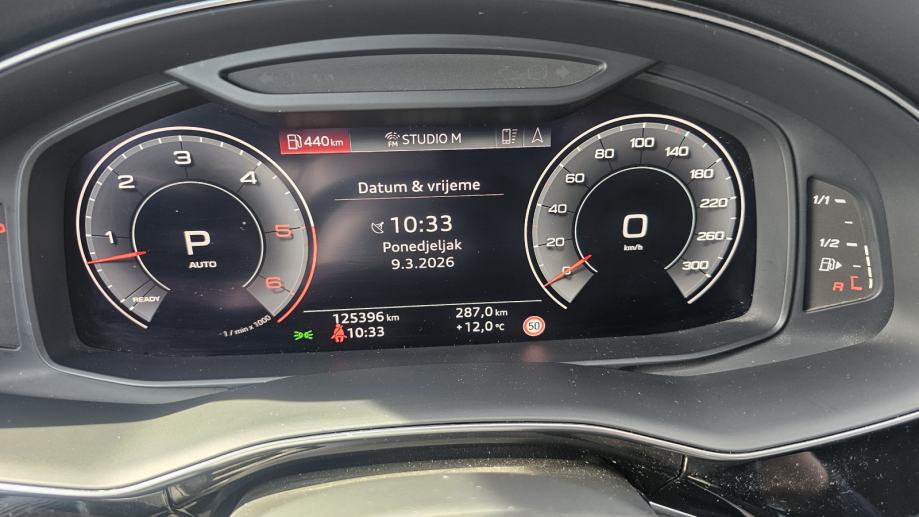 440 km
FM STUDIO M
Datum & vrijeme
10:33
Ponedjeljak
9.3.2026
125396 km
287,0 km
10:33
+12,0 °C
50
READY
1
2
3
4
5
6
1 / min x 1000
P
AUTO
0
20
40
60
80
100
140
180
220
260
300
0
km/h
1/1
1/2
R